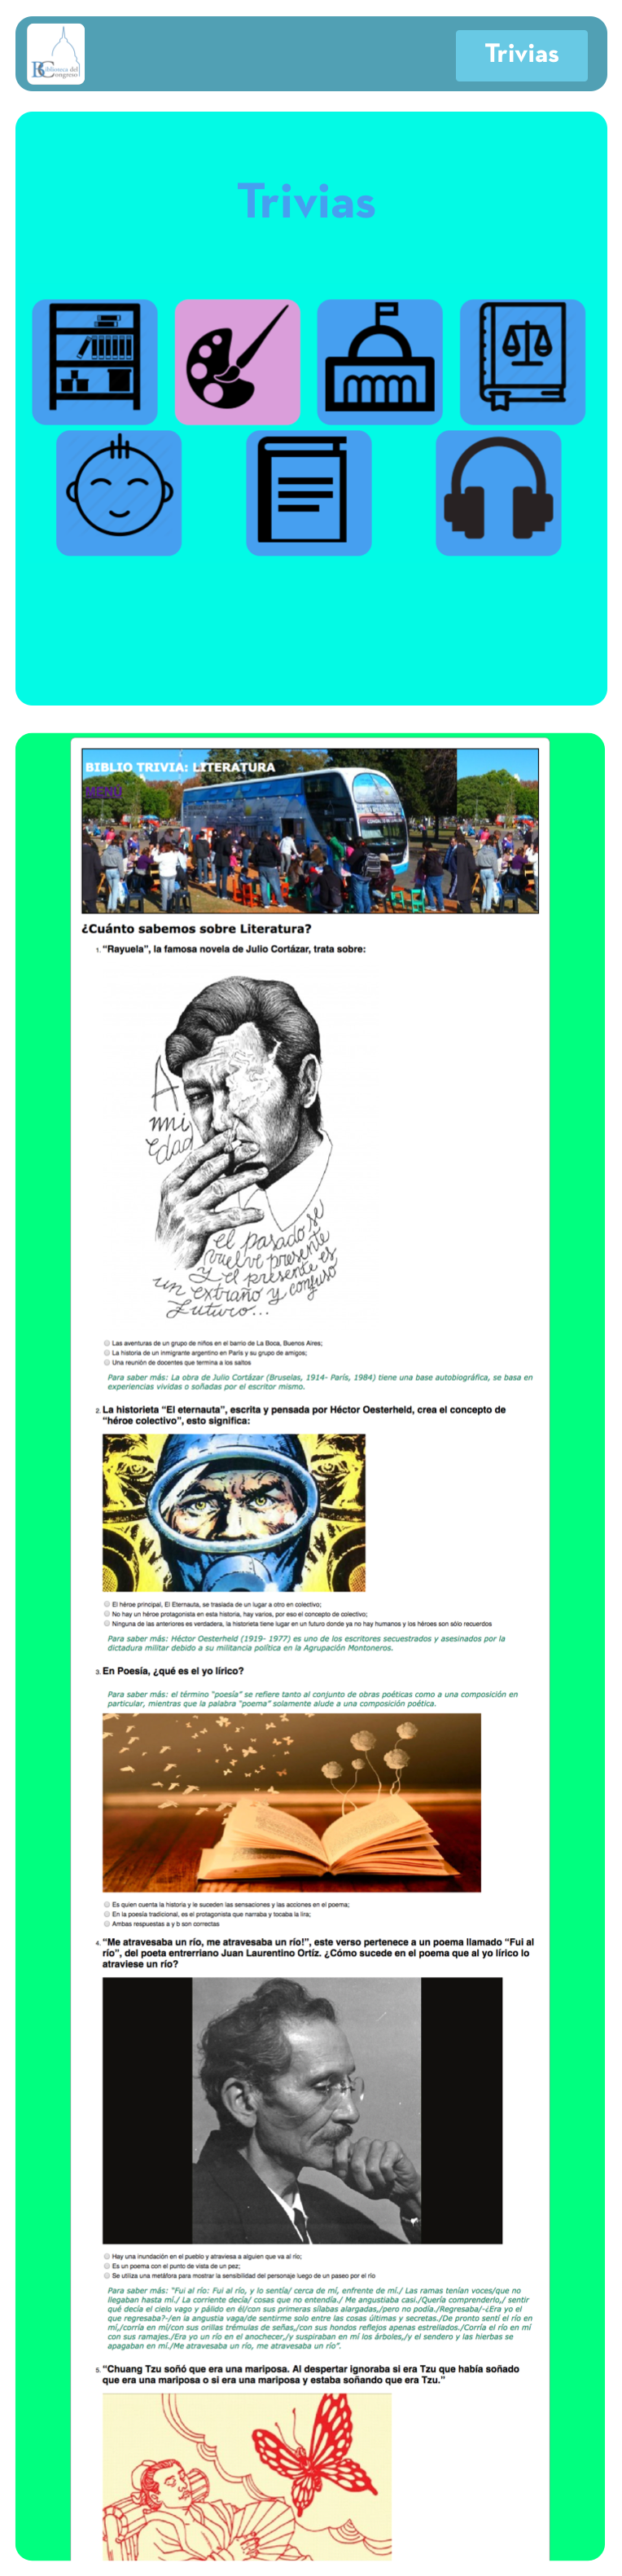 Biblioteca del
Congreso
Trivias
Trivias
BIBLIO TRIVIA: LITERATURA
MENÚ
¿Cuánto sabemos sobre Literatura?
1. “Rayuela”, la famosa novela de Julio Cortázar, trata sobre:
A
mi
edad
el pasado se
vuelve presente
y el presente es
un extraño y confuso
futuro...
Las aventuras de un grupo de niños en el barrio de La Boca, Buenos Aires;
La historia de un inmigrante argentino en París y su grupo de amigos;
Una reunión de docentes que termina a los saltos
Para saber más: La obra de Julio Cortázar (Bruselas, 1914- París, 1984) tiene una base autobiográfica, se basa en
experiencias vividas o soñadas por el escritor mismo.
2. La historieta “El eternauta”, escrita y pensada por Héctor Oesterheld, crea el concepto de
“héroe colectivo”, esto significa:
El héroe principal, El Eternauta, se traslada de un lugar a otro en colectivo;
No hay un héroe protagonista en esta historia, hay varios, por eso el concepto de colectivo;
Ninguna de las anteriores es verdadera, la historieta tiene lugar en un futuro donde ya no hay humanos y los héroes son sólo recuerdos
Para saber más: Héctor Oesterheld (1919- 1977) es uno de los escritores secuestrados y asesinados por la
dictadura militar debido a su militancia política en la Agrupación Montoneros.
3. En Poesía, ¿qué es el yo lírico?
Para saber más: el término “poesía” se refiere tanto al conjunto de obras poéticas como a una composición en
particular, mientras que la palabra “poema” solamente alude a una composición poética.
Es quien cuenta la historia y le suceden las sensaciones y las acciones en el poema;
En la poesía tradicional, es el protagonista que narraba y tocaba la lira;
Ambas respuestas a y b son correctas
4. “Me atravesaba un río, me atravesaba un río!”, este verso pertenece a un poema llamado “Fui al
río”, del poeta entrerriano Juan Laurentino Ortíz. ¿Cómo sucede en el poema que al yo lírico lo
atraviese un río?
Hay una inundación en el pueblo y atraviesa a alguien que va al río;
Es un poema con el punto de vista de un pez;
Se utiliza una metáfora para mostrar la sensibilidad del personaje luego de un paseo por el río
Para saber más: “Fui al río: Fui al río, y lo sentía/ cerca de mí, enfrente de mí./ Las ramas tenían voces/que no
llegaban hasta mí./ La corriente decía/ cosas que no entendía./ Me angustiaba casi./Quería comprenderlo,/ sentir
qué decía el cielo vago y pálido en él/con sus primeras sílabas alargadas,/pero no podía./Regresaba/-¿Era yo el
que regresaba?-/en la angustia vaga/de sentirme solo entre las cosas últimas y secretas./De pronto sentí el río en
mí,/corría en mí/con sus orillas trémulas de señas,/con sus hondos reflejos apenas estrellados./Corría el río en mí
con sus ramajes./Era yo un río en el anochecer,/y suspiraban en mí los árboles,/y el sendero y las hierbas se
apagaban en mí./Me atravesaba un río, me atravesaba un río”.
5. “Chuang Tzu soñó que era una mariposa. Al despertar ignoraba si era Tzu que había soñado
que era una mariposa o si era una mariposa y estaba soñando que era Tzu.”